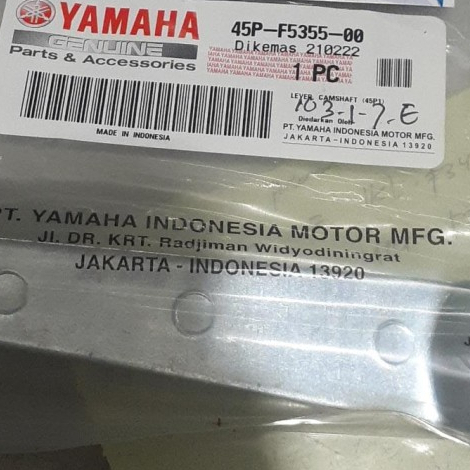 YAMAHA
GENUINE
Parts & Accessories
45P-F5355-00
Dikemas 210222
1 PC
LEVER, CAMSHAFT (45P1)
103-1-7.E
Diedarkan Oleh
PT. YAMAHA INDONESIA MOTOR MFG.
JAKARTA-INDONESIA 13920
MADE IN INDONESIA
PT. YAMAHA INDONESIA MOTOR MFG.
Jl. DR. KRT. Radjiman Widyodiningrat
JAKARTA - INDONESIA 13920